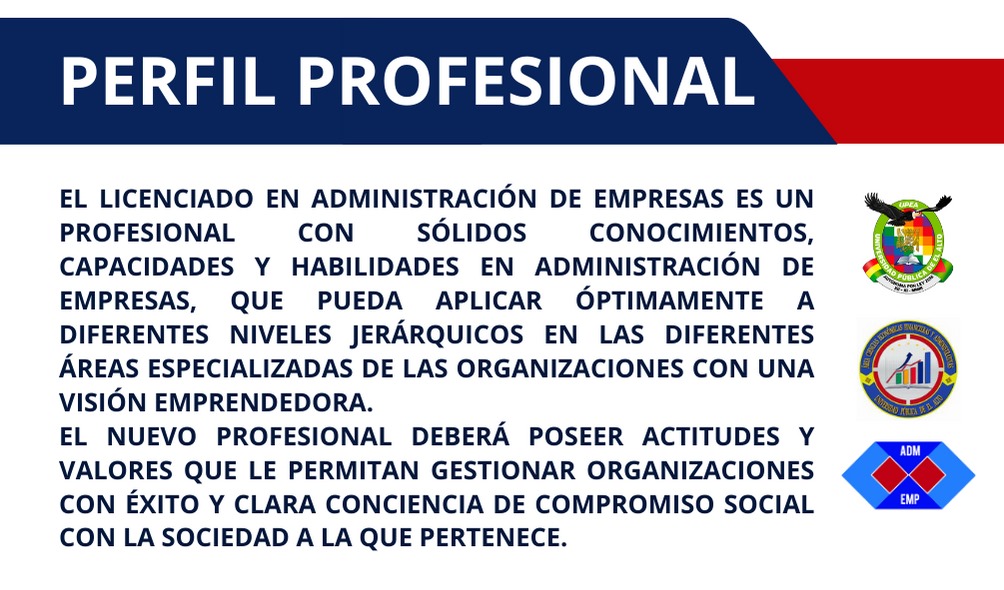 PERFIL PROFESIONAL
EL LICENCIADO EN ADMINISTRACIÓN DE EMPRESAS ES UN
PROFESIONAL CON SÓLIDOS CONOCIMIENTOS,
CAPACIDADES Y HABILIDADES EN ADMINISTRACIÓN DE
EMPRESAS, QUE PUEDA APLICAR ÓPTIMAMENTE A
DIFERENTES NIVELES JERÁRQUICOS EN LAS DIFERENTES
ÁREAS ESPECIALIZADAS DE LAS ORGANIZACIONES CON UNA
VISIÓN EMPRENDEDORA.
EL NUEVO PROFESIONAL DEBERÁ POSEER ACTITUDES Y
VALORES QUE LE PERMITAN GESTIONAR ORGANIZACIONES
CON ÉXITO Y CLARA CONCIENCIA DE COMPROMISO SOCIAL
CON LA SOCIEDAD A LA QUE PERTENECE.
UPEA
UNIVERSIDAD PÚBLICA DE EL ALTO
UNIVERSIDAD PÚBLICA DE EL ALTO
ADM
EMP